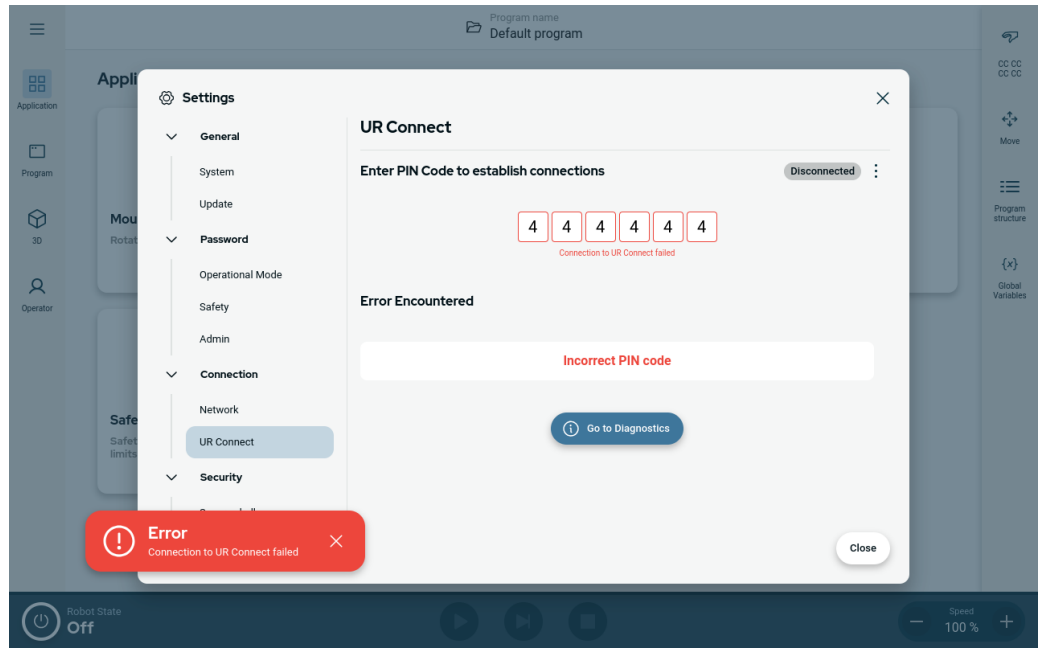 Program name
Default program
Appli
Application
Program
3D
Operator
Mou
Rotat
Safe
Safet
limits
CC CC
CC CC
Move
Program
structure
{x}
Global
Variables
Settings
General
System
Update
Password
Operational Mode
Safety
Admin
Connection
Network
UR Connect
Security
UR Connect
Enter PIN Code to establish connections
Disconnected
4 4 4 4 4 4
Connection to UR Connect failed
Error Encountered
Incorrect PIN code
Go to Diagnostics
Close
Error
Connection to UR Connect failed
Robot State
Off
Speed
100 %